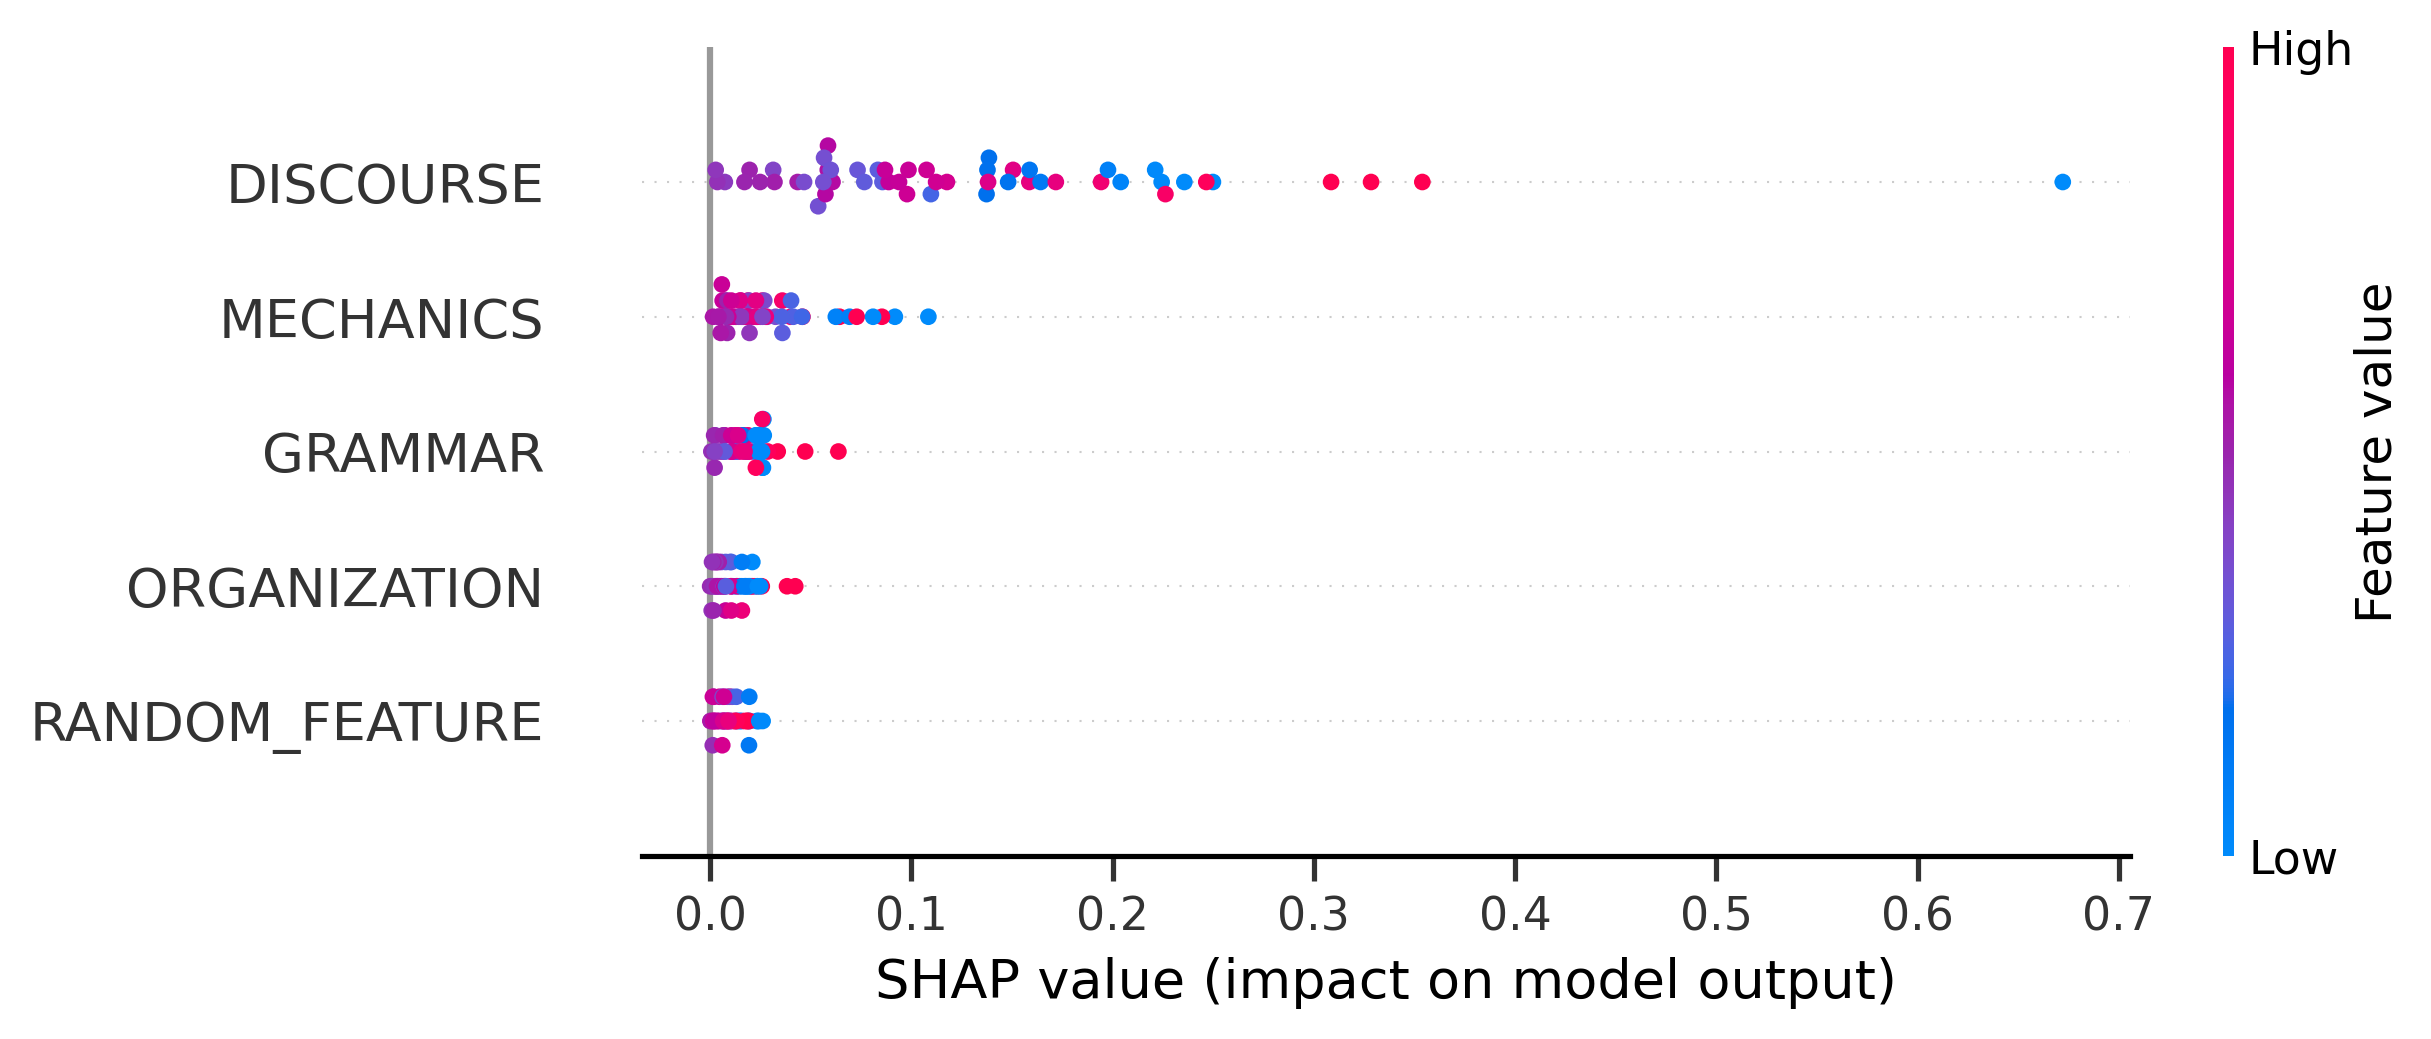 High
DISCOURSE
MECHANICS
GRAMMAR
ORGANIZATION
RANDOM_FEATURE
Feature value
Low
0.0 0.1 0.2 0.3 0.4 0.5 0.6 0.7
SHAP value (impact on model output)